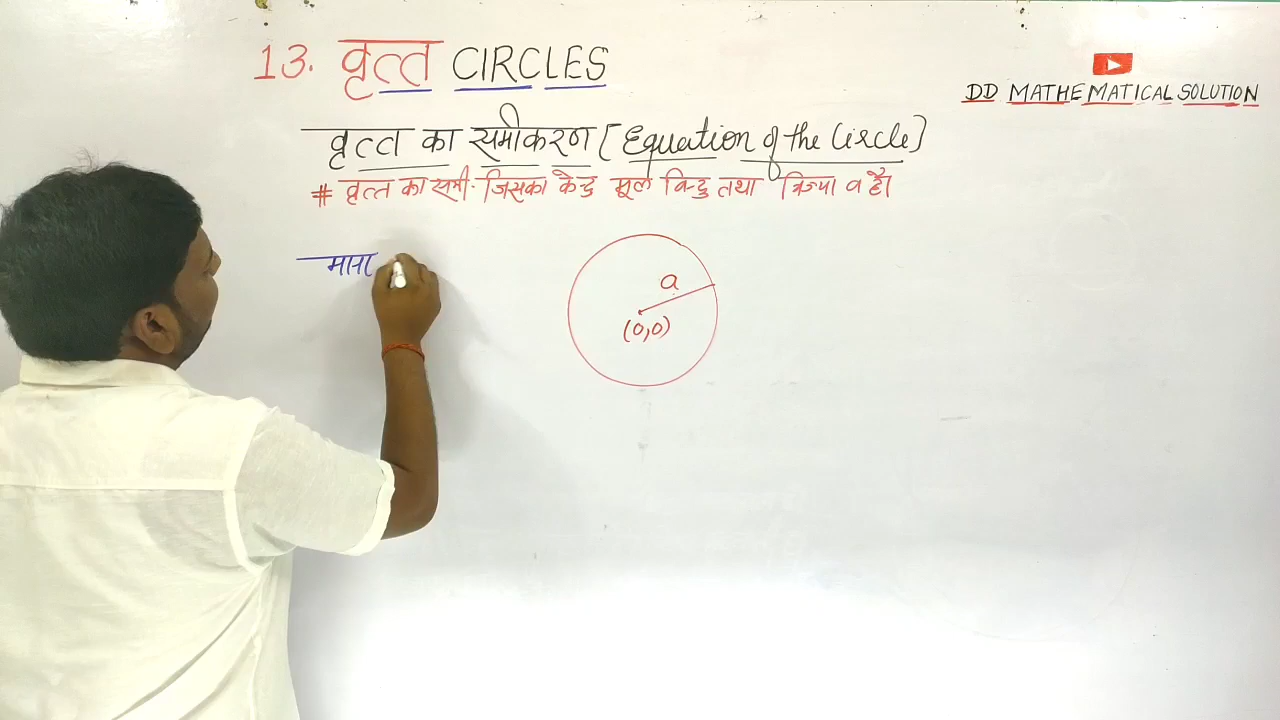 13. वृत्त CIRCLES
DD MATHEMATICAL SOLUTION
वृत्त का समीकरण [Equation of the Circle]
# वृत्त का समी. जिसका केन्द्र मूल बिन्दु तथा त्रिज्या a है।
माना
a
(0,0)